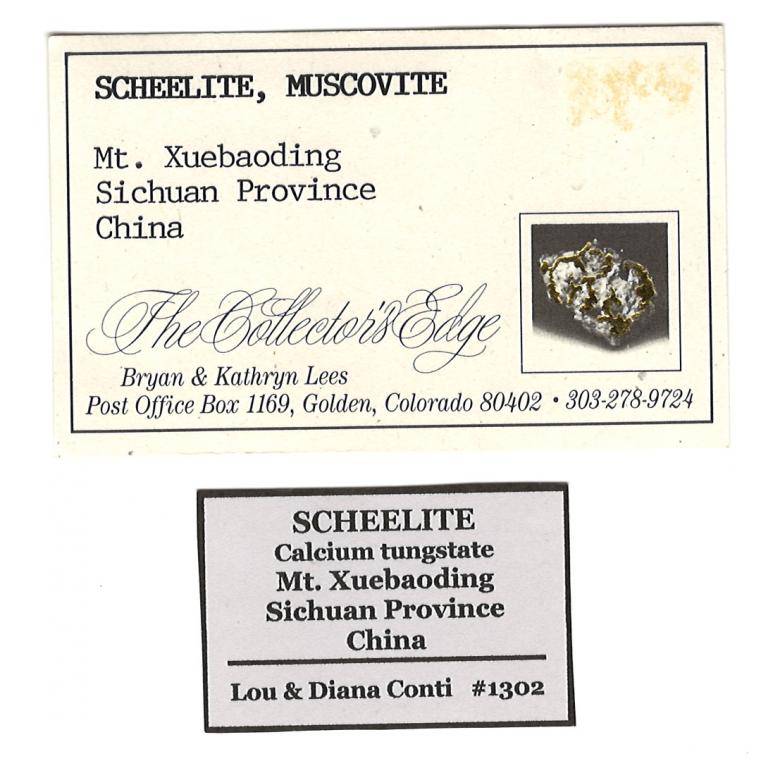 SCHEELITE, MUSCOVITE
Mt. Xuebaoding
Sichuan Province
China
The Collector's Edge
Bryan & Kathryn Lees
Post Office Box 1169, Golden, Colorado 80402 • 303-278-9724
SCHEELITE
Calcium tungstate
Mt. Xuebaoding
Sichuan Province
China
Lou & Diana Conti #1302